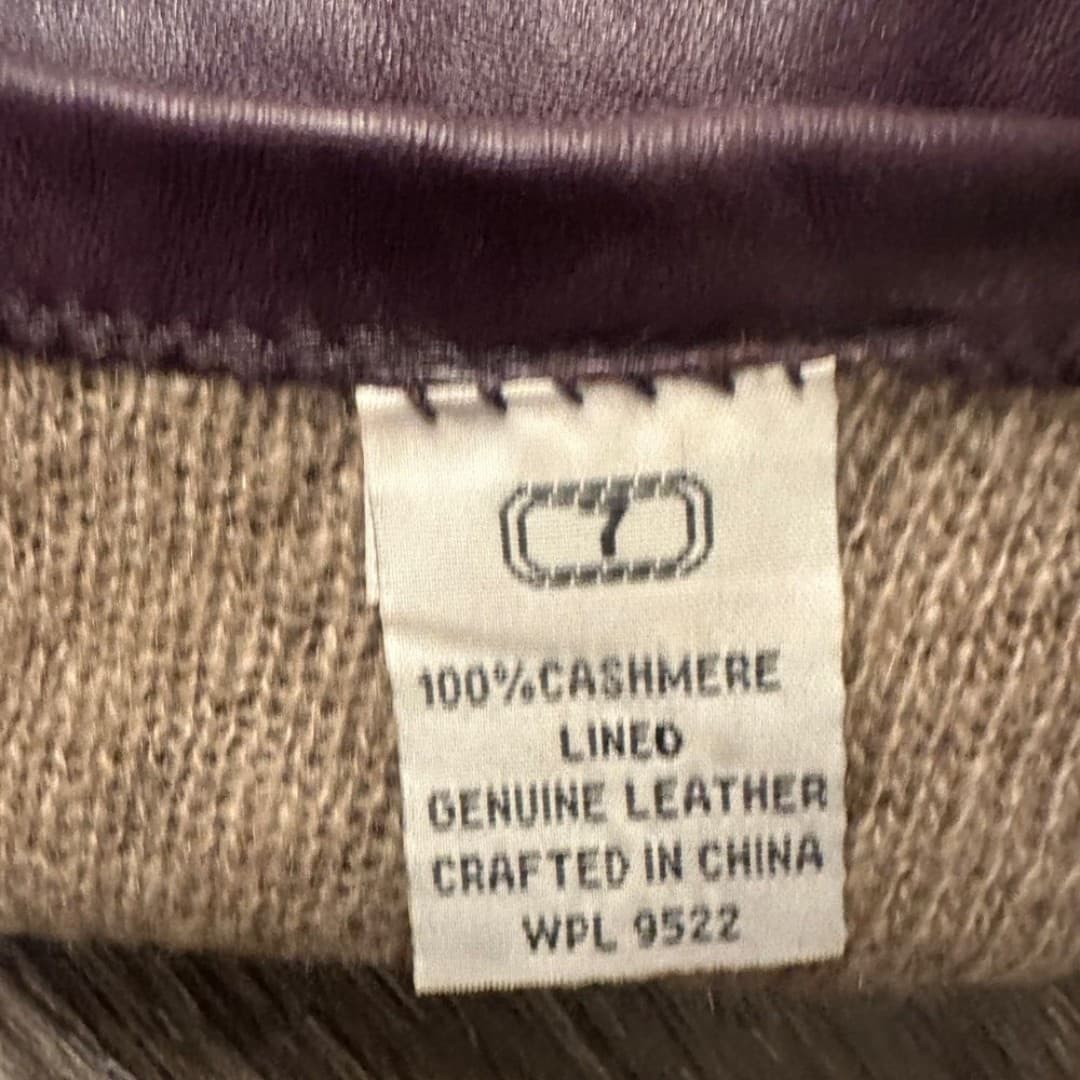 7
100%CASHMERE
LINED
GENUINE LEATHER
CRAFTED IN CHINA
WPL 9522